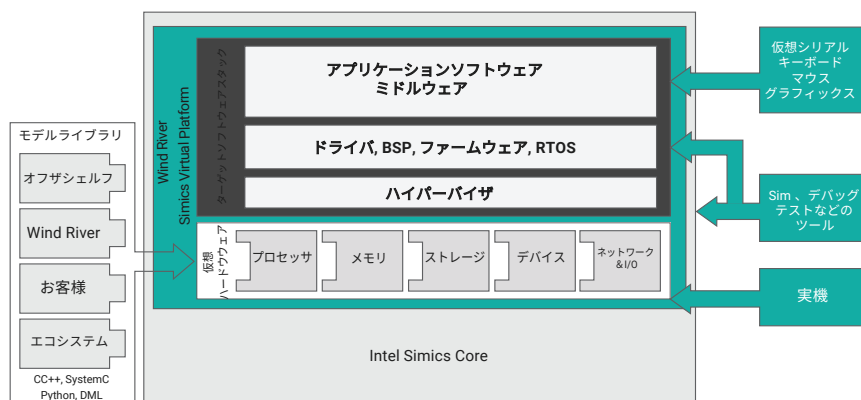 モデルライブラリ
オフザシェルフ
Wind River
お客様
エコシステム
CC++, SystemC
Python, DML
Wind River
Simics Virtual Platform
ターゲットソフトウェアスタック
アプリケーションソフトウェア
ミドルウェア
ドライバ, BSP, ファームウェア, RTOS
ハイパーバイザ
仮想
ハードウウェア
プロセッサ
メモリ
ストレージ
デバイス
ネットワーク
& I/O
Intel Simics Core
仮想シリアル
キーボード
マウス
グラフィックス
Sim 、デバッグ
テストなどの
ツール
実機